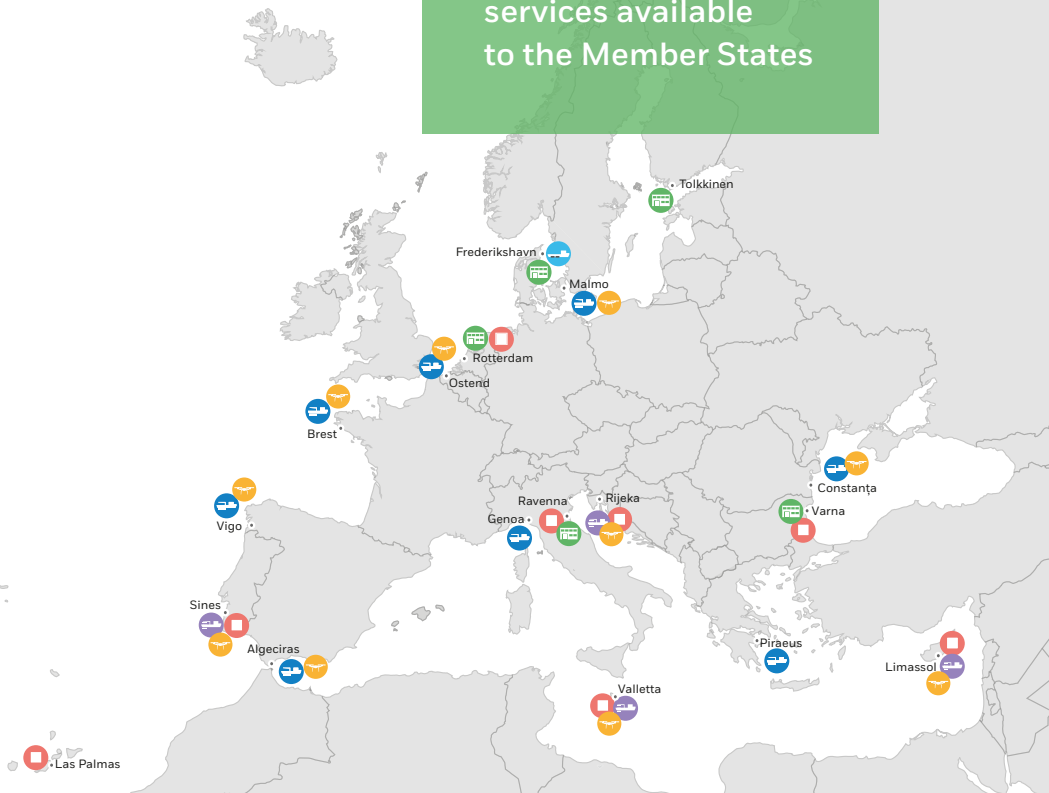 services available
to the Member States
Tolkkinen
Frederikshavn
Malmo
Rotterdam
Ostend
Brest
Constanța
Ravenna
Rijeka
Genoa
Varna
Vigo
Sines
Algeciras
Piraeus
Limassol
Valletta
Las Palmas